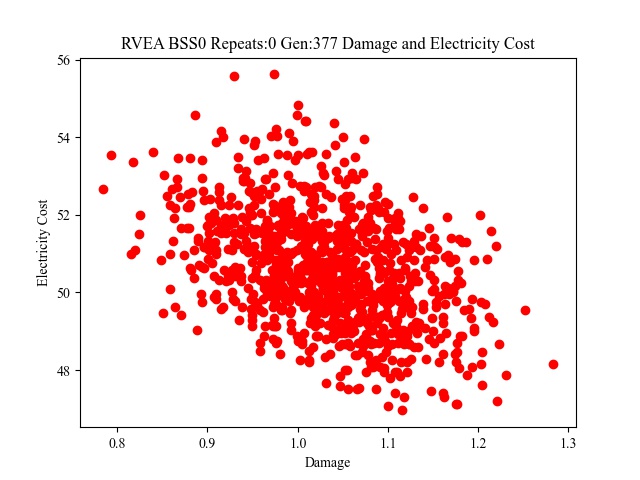 RVEA BSS0 Repeats:0 Gen:377 Damage and Electricity Cost
56
54
52
50
48
Electricity Cost
0.8 0.9 1.0 1.1 1.2 1.3
Damage